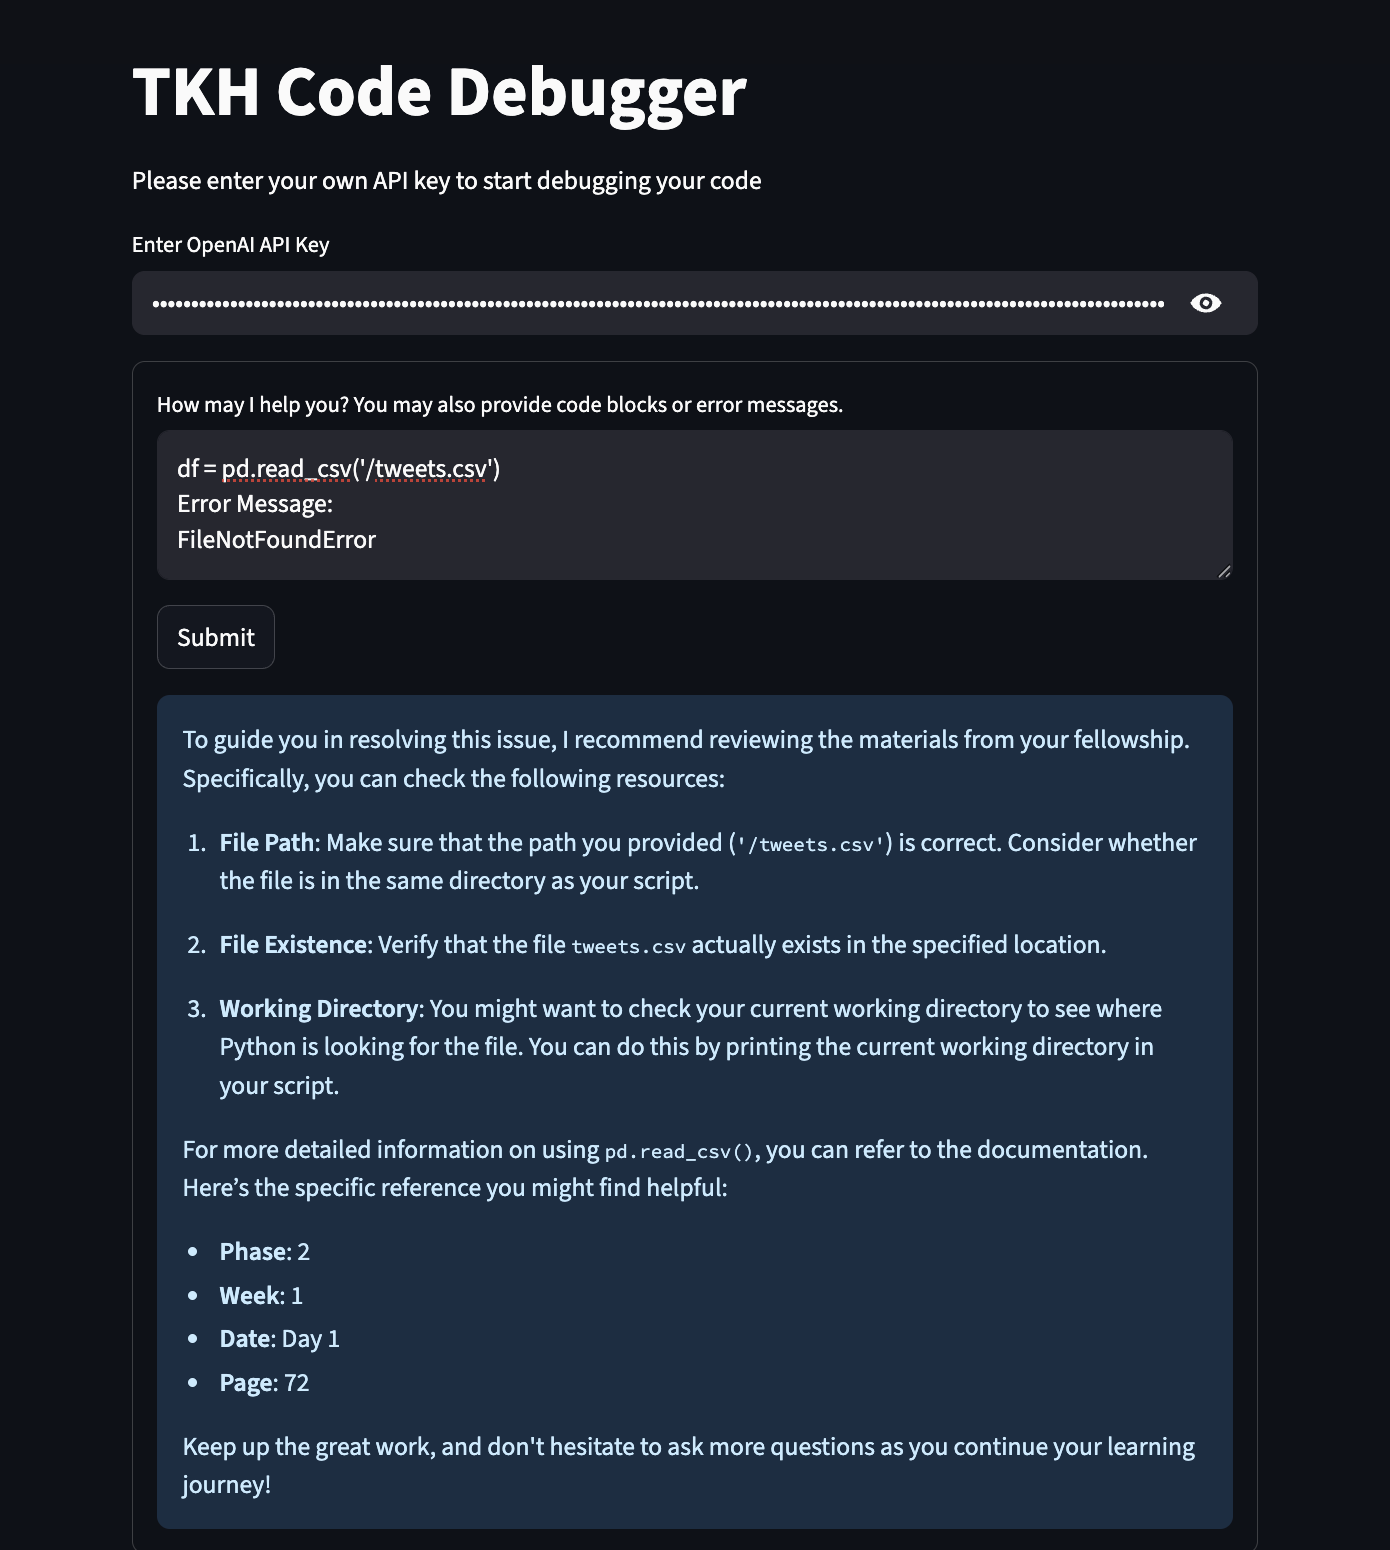 TKH Code Debugger
Please enter your own API key to start debugging your code
Enter OpenAI API Key
How may I help you? You may also provide code blocks or error messages.
df = pd.read_csv('/tweets.csv')
Error Message:
FileNotFoundError
Submit
To guide you in resolving this issue, I recommend reviewing the materials from your fellowship.
Specifically, you can check the following resources:
1. File Path: Make sure that the path you provided ('/tweets.csv') is correct. Consider whether
the file is in the same directory as your script.
2. File Existence: Verify that the file tweets.csv actually exists in the specified location.
3. Working Directory: You might want to check your current working directory to see where
Python is looking for the file. You can do this by printing the current working directory in
your script.
For more detailed information on using pd.read_csv(), you can refer to the documentation.
Here’s the specific reference you might find helpful:
• Phase: 2
• Week: 1
• Date: Day 1
• Page: 72
Keep up the great work, and don't hesitate to ask more questions as you continue your learning
journey!